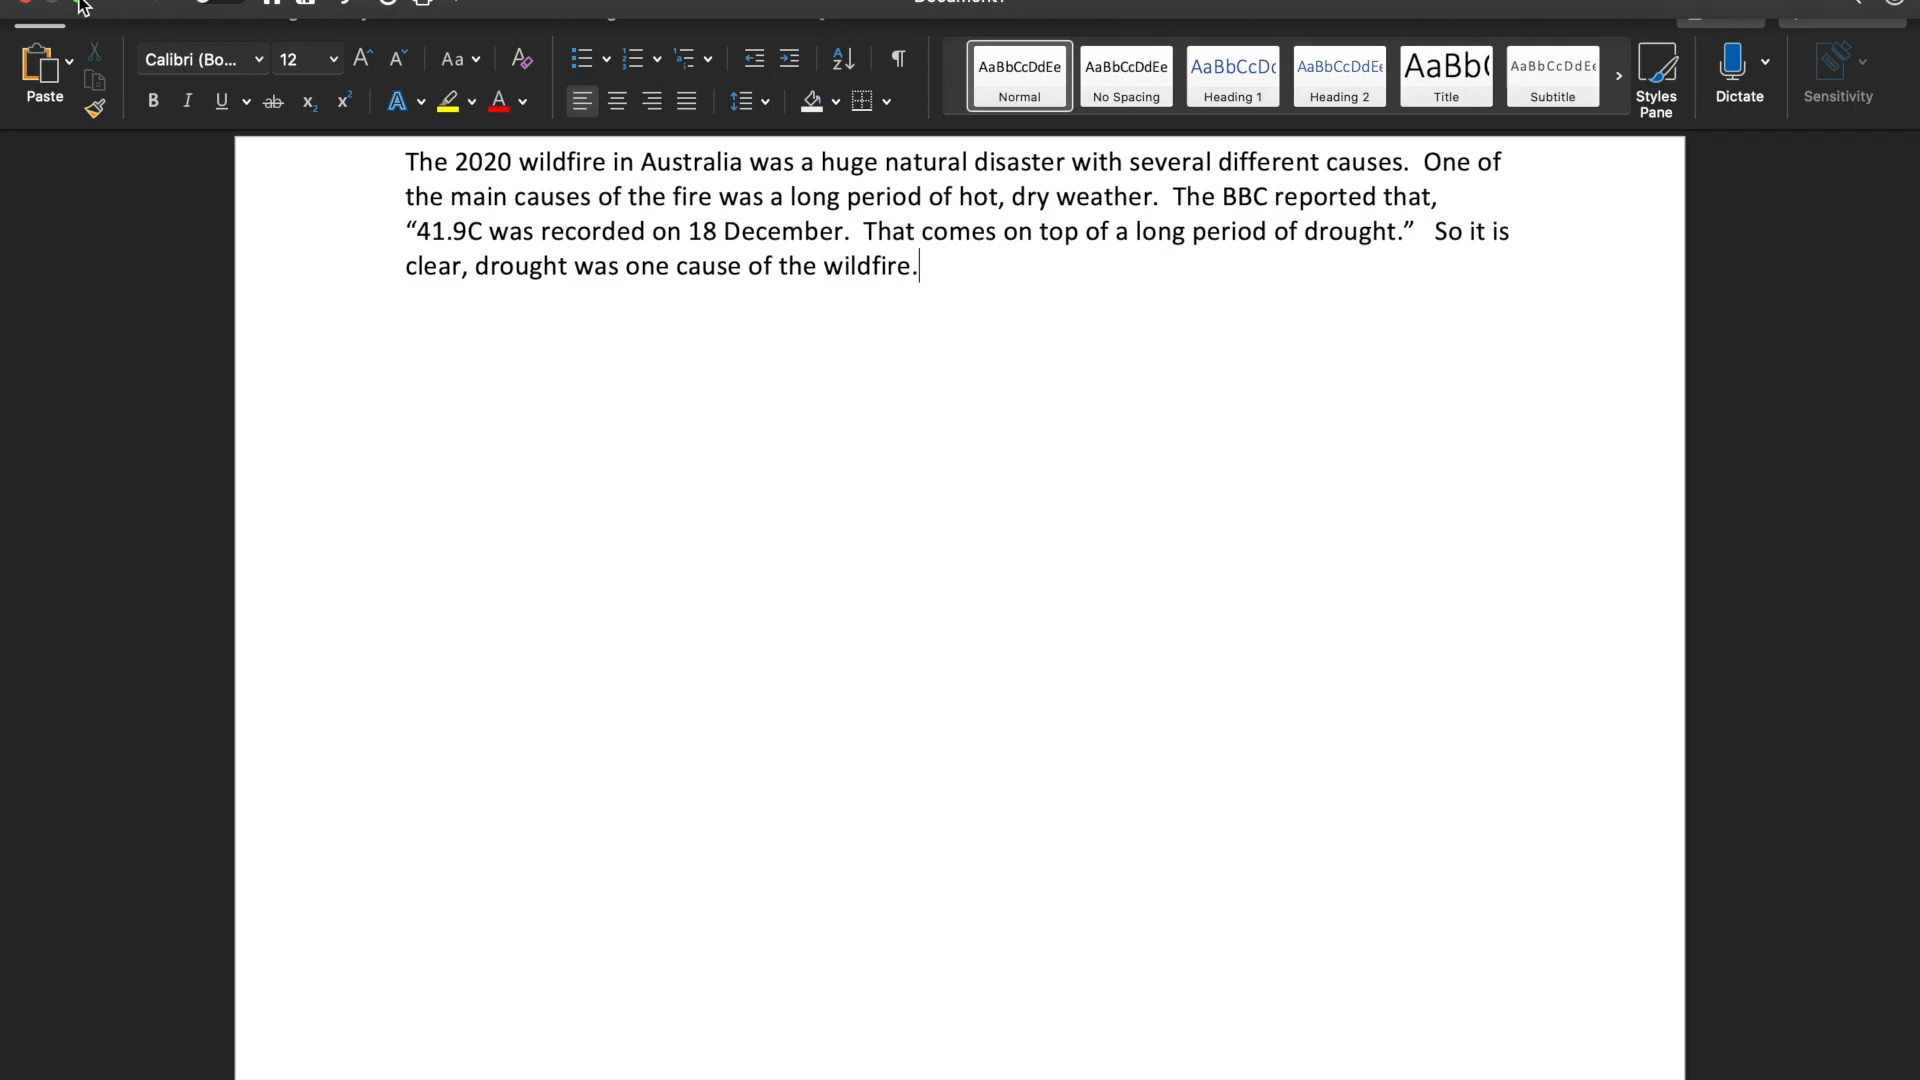 Calibri (Bo... 12 Aa
Paste
B I U ab x2 x2 A A
AaBbCcDdEe AaBbCcDdEe AaBbCcDc AaBbCcDdEe AaBb( AaBbCcDdEe
Normal No Spacing Heading 1 Heading 2 Title Subtitle
Styles
Pane
Dictate
Sensitivity
The 2020 wildfire in Australia was a huge natural disaster with several different causes.  One of
the main causes of the fire was a long period of hot, dry weather.  The BBC reported that,
“41.9C was recorded on 18 December.  That comes on top of a long period of drought.”   So it is
clear, drought was one cause of the wildfire.